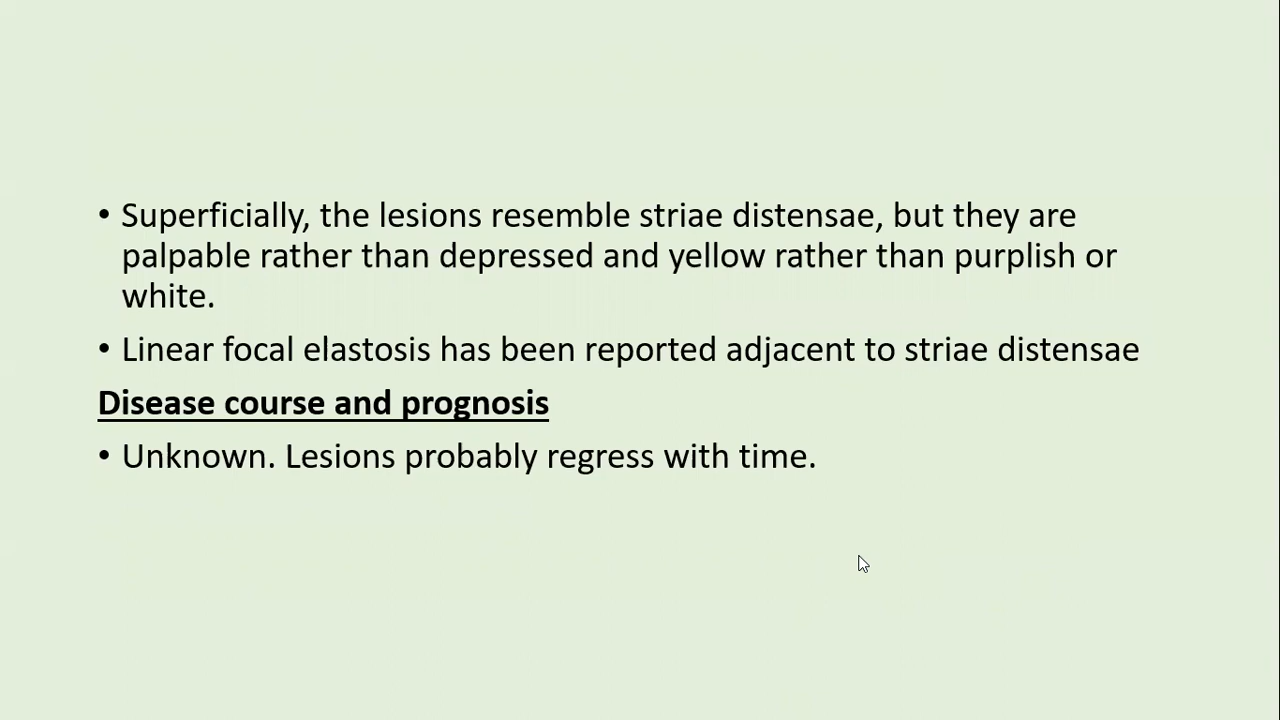 • Superficially, the lesions resemble striae distensae, but they are
palpable rather than depressed and yellow rather than purplish or
white.
• Linear focal elastosis has been reported adjacent to striae distensae
Disease course and prognosis
• Unknown. Lesions probably regress with time.